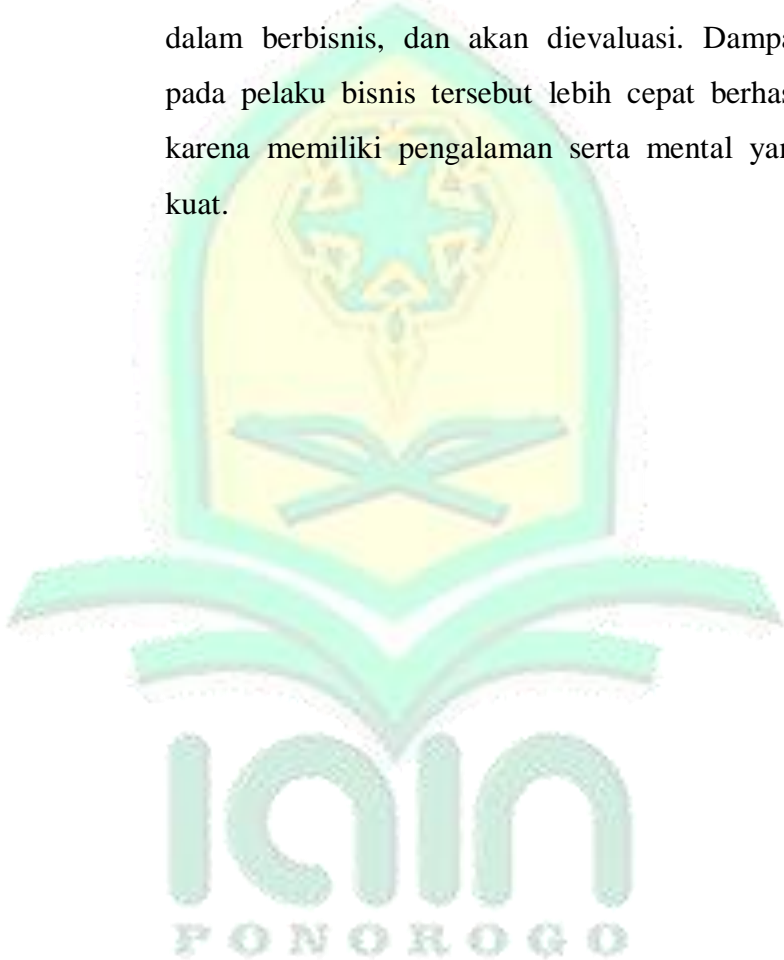 dalam berbisnis, dan akan dievaluasi. Dampa
pada pelaku bisnis tersebut lebih cepat berhas
karena memiliki pengalaman serta mental yan
kuat.
IAIN
PONOROGO